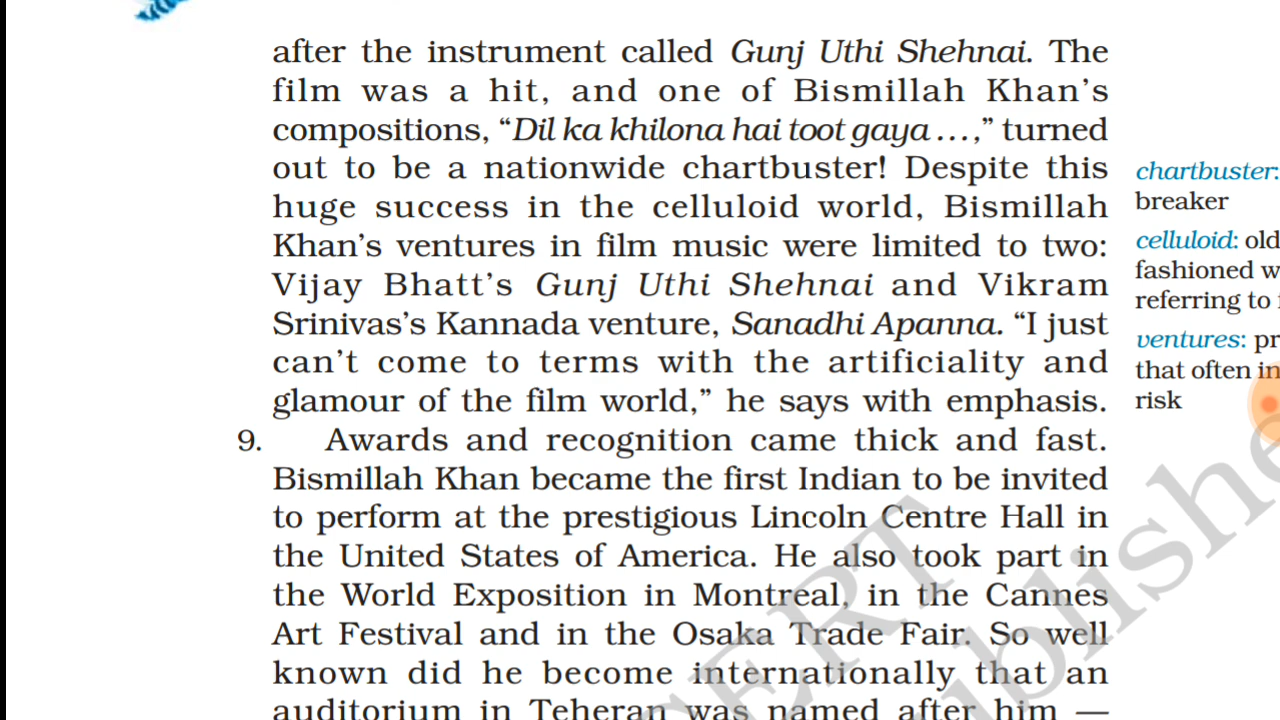 after the instrument called Gunj Uthi Shehnai. The
film was a hit, and one of Bismillah Khan’s
compositions, “Dil ka khilona hai toot gaya ...,” turned
out to be a nationwide chartbuster! Despite this
huge success in the celluloid world, Bismillah
Khan’s ventures in film music were limited to two:
Vijay Bhatt’s Gunj Uthi Shehnai and Vikram
Srinivas’s Kannada venture, Sanadhi Apanna. “I just
can’t come to terms with the artificiality and
glamour of the film world,” he says with emphasis.
9. Awards and recognition came thick and fast.
Bismillah Khan became the first Indian to be invited
to perform at the prestigious Lincoln Centre Hall in
the United States of America. He also took part in
the World Exposition in Montreal, in the Cannes
Art Festival and in the Osaka Trade Fair. So well
known did he become internationally that an
auditorium in Teheran was named after him —
chartbuster:
breaker
celluloid: old
fashioned w
referring to
ventures: pr
that often in
risk